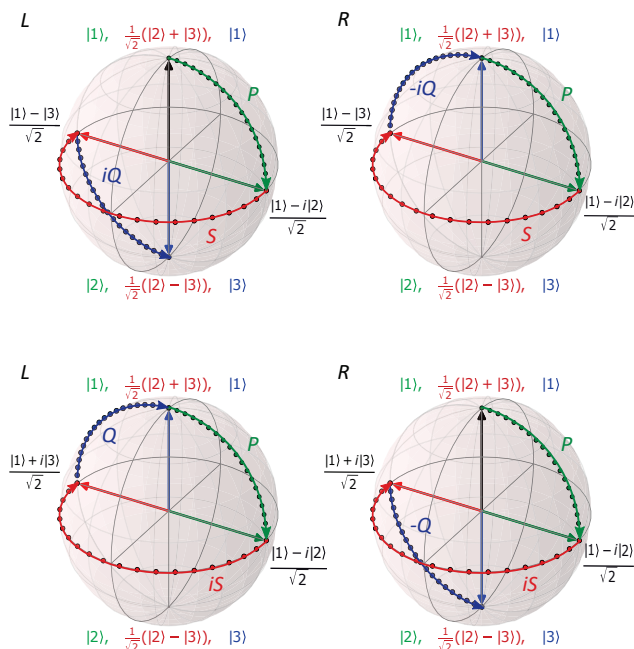 L
R
|1⟩, 1/√2(|2⟩ + |3⟩), |1⟩
|1⟩, 1/√2(|2⟩ + |3⟩), |1⟩
P
P
-iQ
(|1⟩ − |3⟩)/√2
(|1⟩ − |3⟩)/√2
iQ
(|1⟩ − i|2⟩)/√2
(|1⟩ − i|2⟩)/√2
S
S
|2⟩, 1/√2(|2⟩ − |3⟩), |3⟩
|2⟩, 1/√2(|2⟩ − |3⟩), |3⟩
L
R
|1⟩, 1/√2(|2⟩ + |3⟩), |1⟩
|1⟩, 1/√2(|2⟩ + |3⟩), |1⟩
Q
P
P
(|1⟩ + i|3⟩)/√2
(|1⟩ + i|3⟩)/√2
-Q
(|1⟩ − i|2⟩)/√2
(|1⟩ − i|2⟩)/√2
iS
iS
|2⟩, 1/√2(|2⟩ − |3⟩), |3⟩
|2⟩, 1/√2(|2⟩ − |3⟩), |3⟩